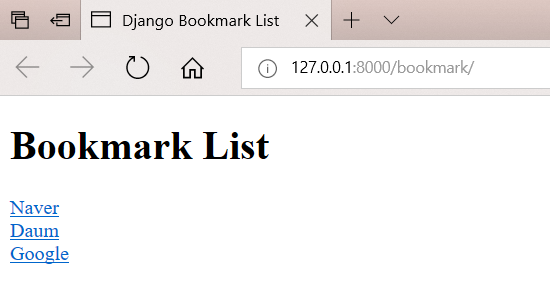 Django Bookmark List
127.0.0.1:8000/bookmark/
Bookmark List
Naver
Daum
Google